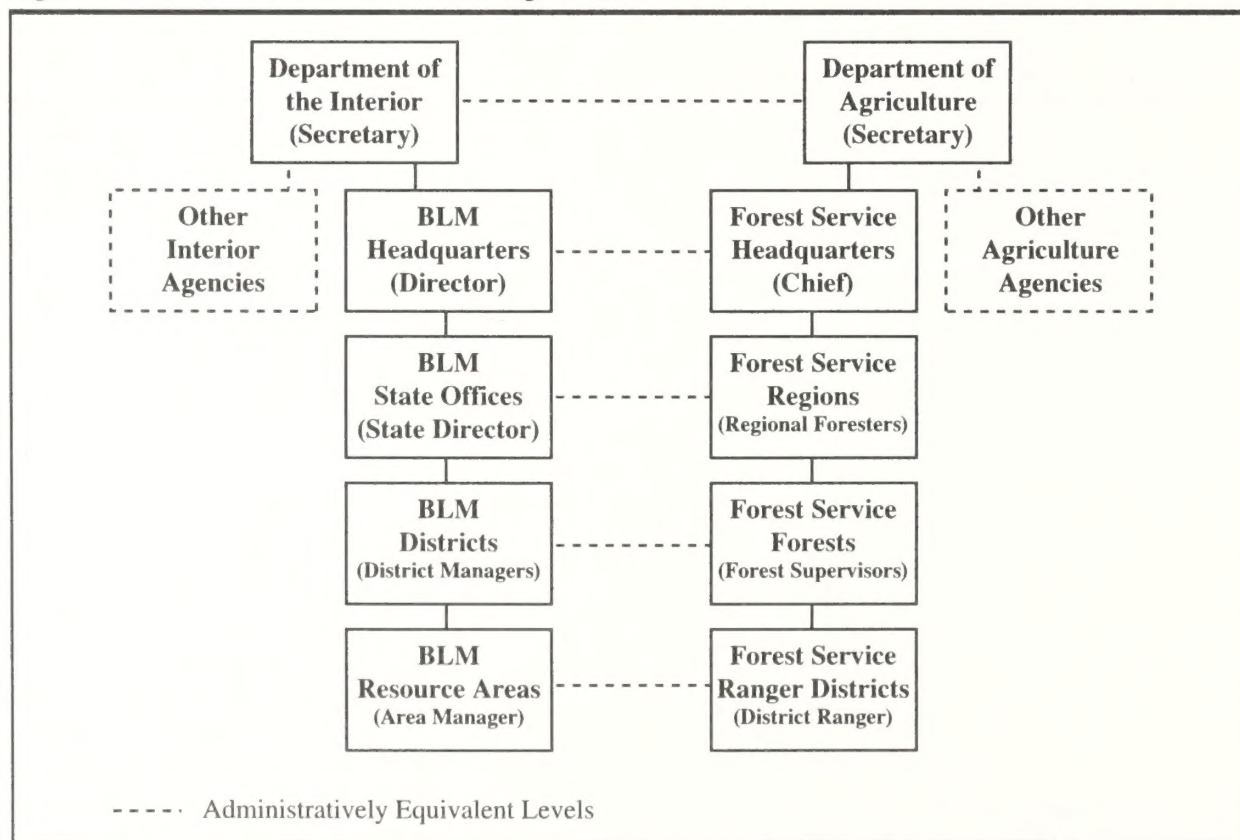 Department of
the Interior
(Secretary)
Department of
Agriculture
(Secretary)
Other
Interior
Agencies
BLM
Headquarters
(Director)
Forest Service
Headquarters
(Chief)
Other
Agriculture
Agencies
BLM
State Offices
(State Director)
Forest Service
Regions
(Regional Foresters)
BLM
Districts
(District Managers)
Forest Service
Forests
(Forest Supervisors)
BLM
Resource Areas
(Area Manager)
Forest Service
Ranger Districts
(District Ranger)
Administratively Equivalent Levels